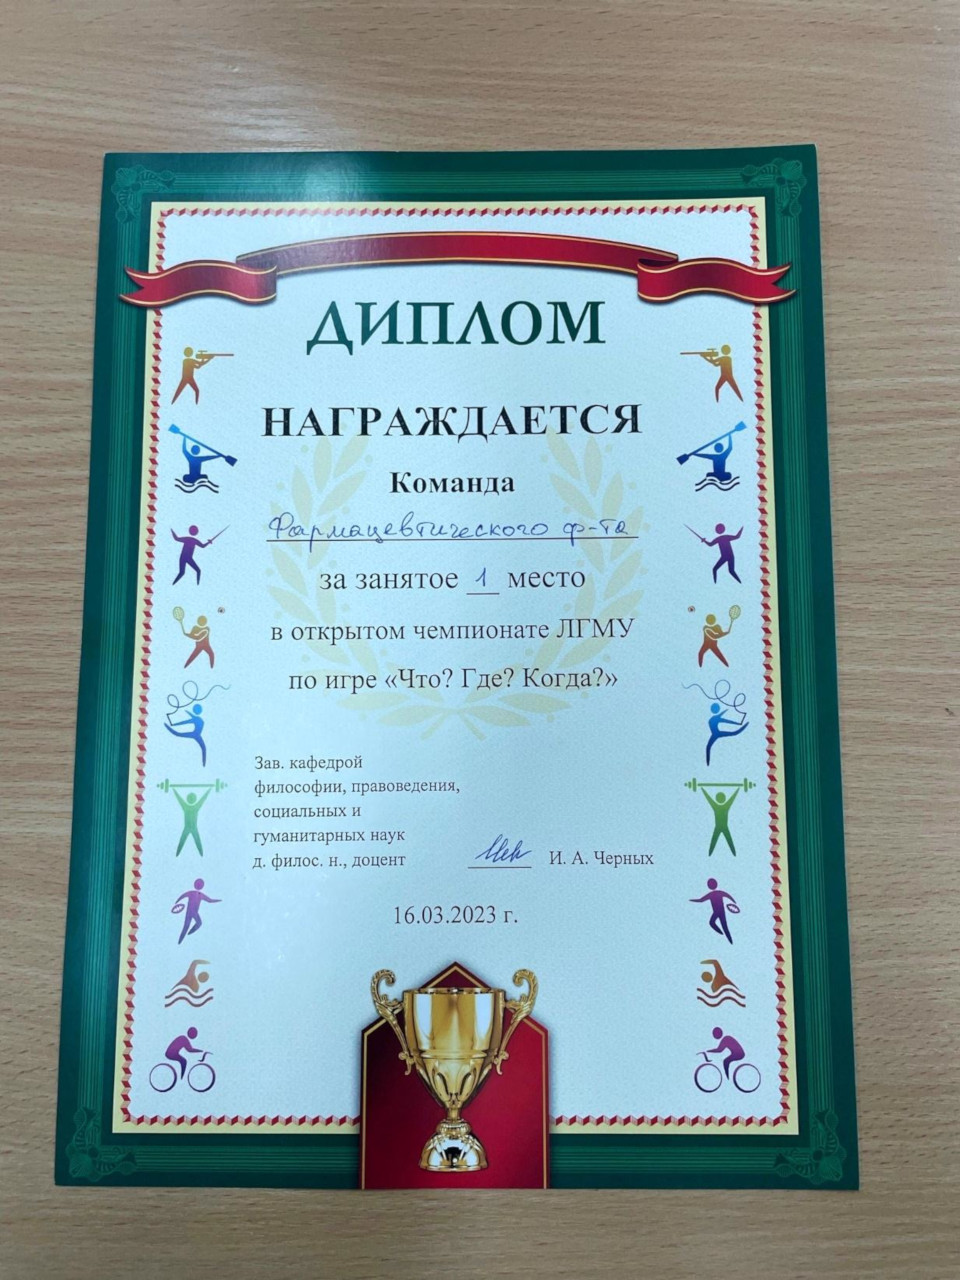 ДИПЛОМ
НАГРАЖДАЕТСЯ
Команда
Фармацевтического ф-та
за занятое 1 место
в открытом чемпионате ЛГМУ
по игре «Что? Где? Когда?»
Зав. кафедрой
философии, правоведения,
социальных и
гуманитарных наук
д. филос. н., доцент И. А. Черных
16.03.2023 г.